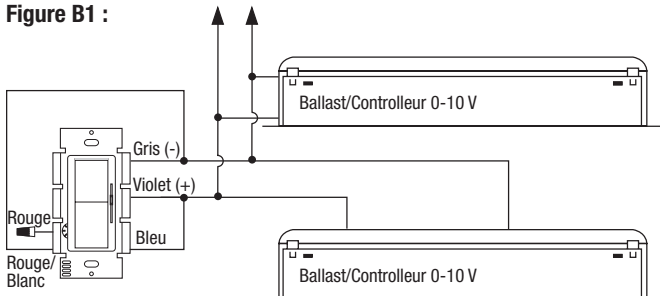 Figure B1 :
Ballast/Controlleur 0-10 V
Gris (-)
Violet (+)
Rouge
Bleu
Rouge/
Blanc
Ballast/Controlleur 0-10 V